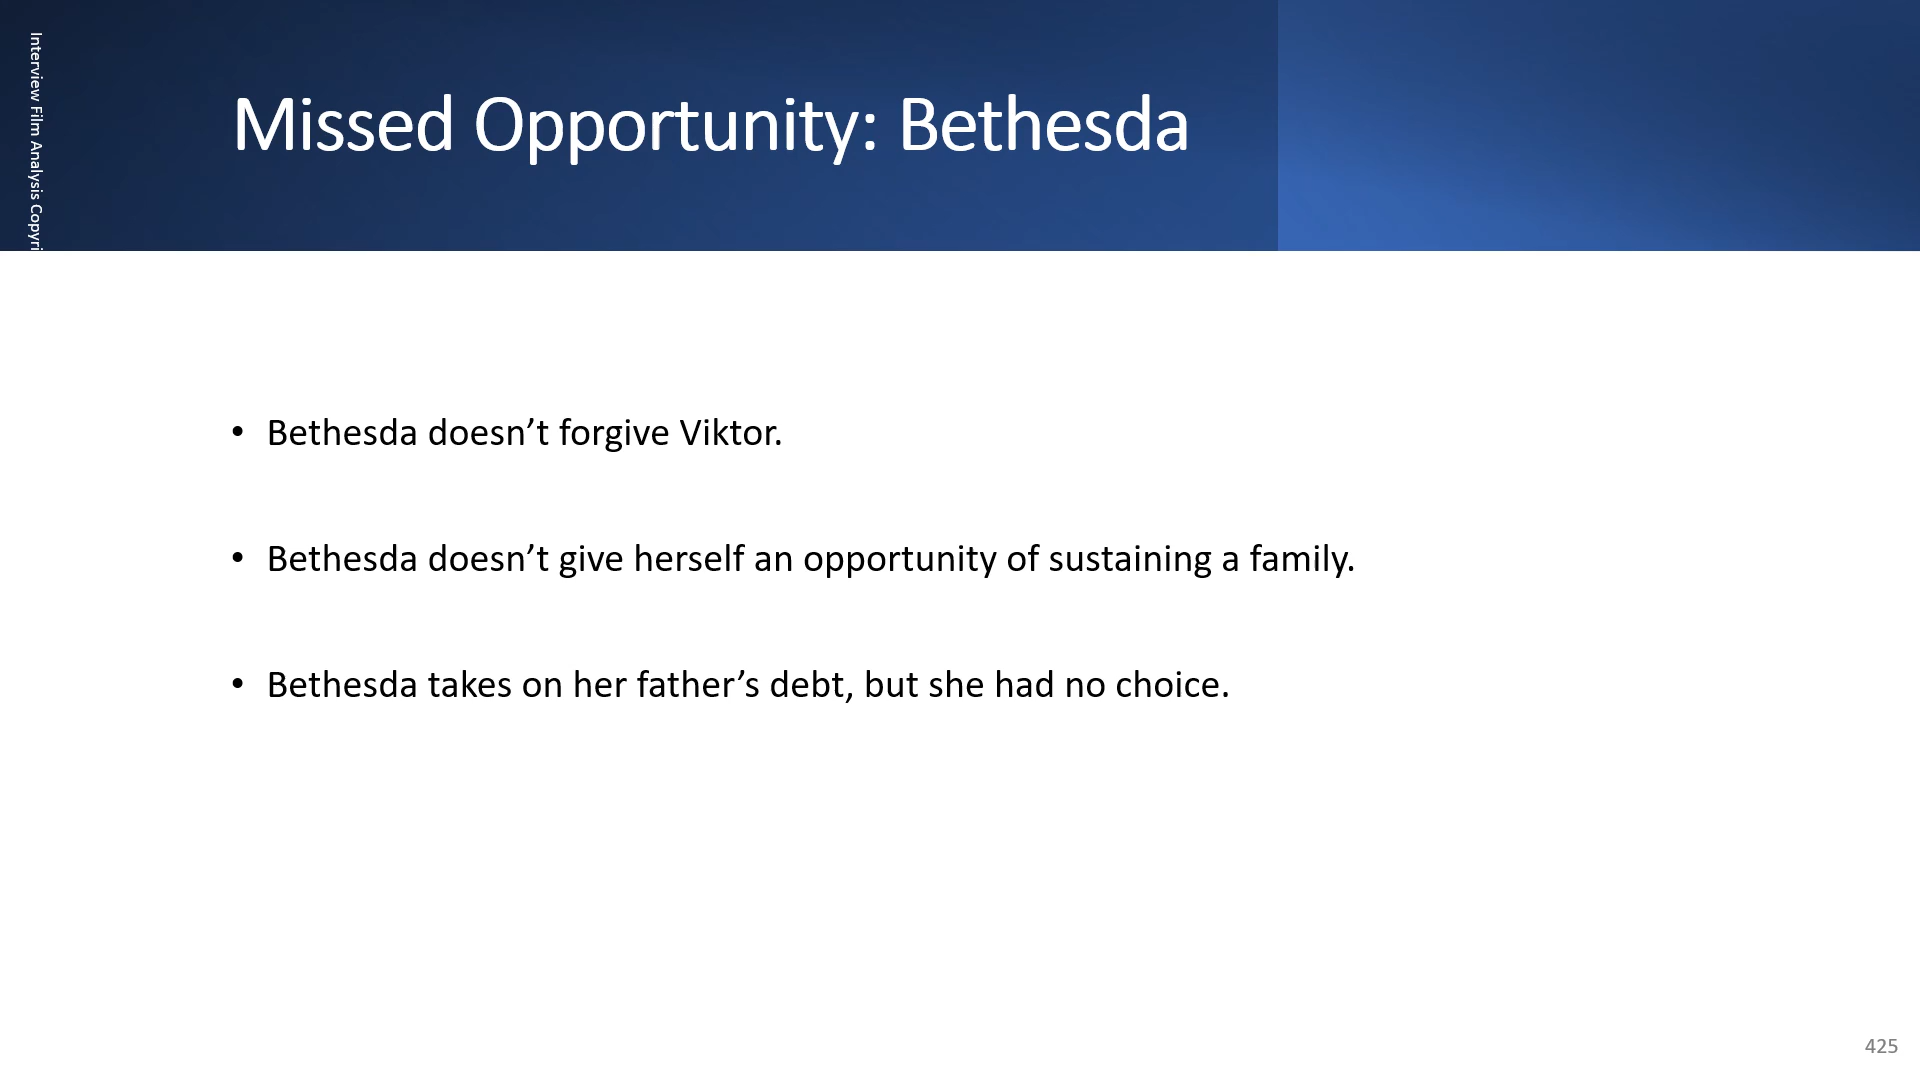 Interview Film Analysis Copyri
Missed Opportunity: Bethesda
• Bethesda doesn’t forgive Viktor.
• Bethesda doesn’t give herself an opportunity of sustaining a family.
• Bethesda takes on her father’s debt, but she had no choice.
425